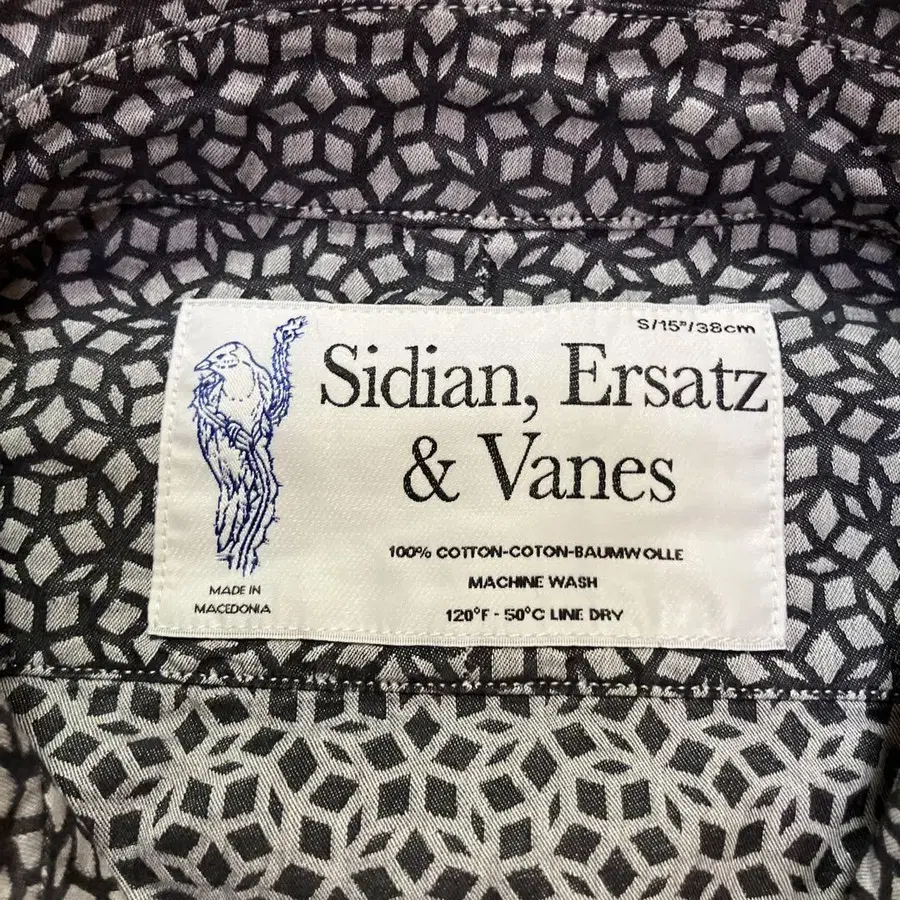 S/15"/38cm
Sidian, Ersatz
& Vanes
100% COTTON-COTON-BAUMWOLLE
MACHINE WASH
120°F - 50°C LINE DRY
MADE IN
MACEDONIA